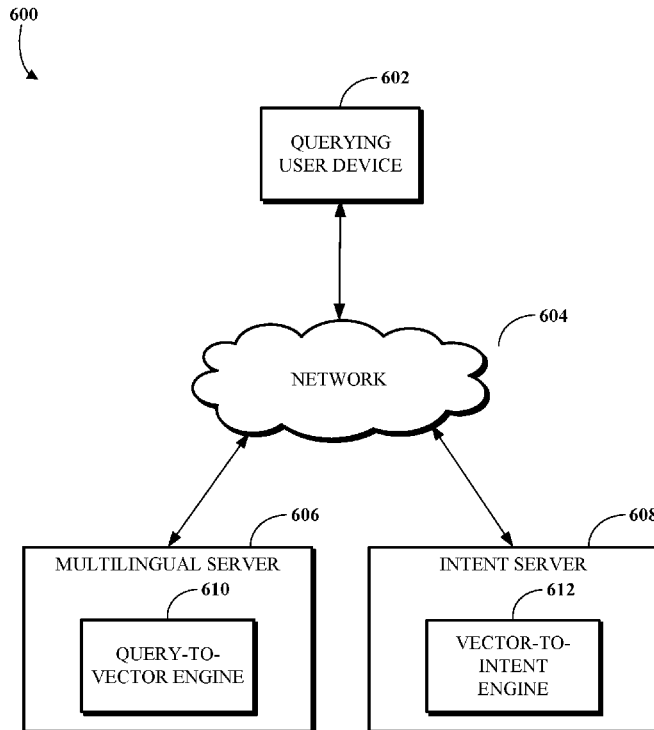 600
602
QUERYING
USER DEVICE
604
NETWORK
606
MULTILINGUAL SERVER
610
QUERY-TO-
VECTOR ENGINE
608
INTENT SERVER
612
VECTOR-TO-
INTENT
ENGINE